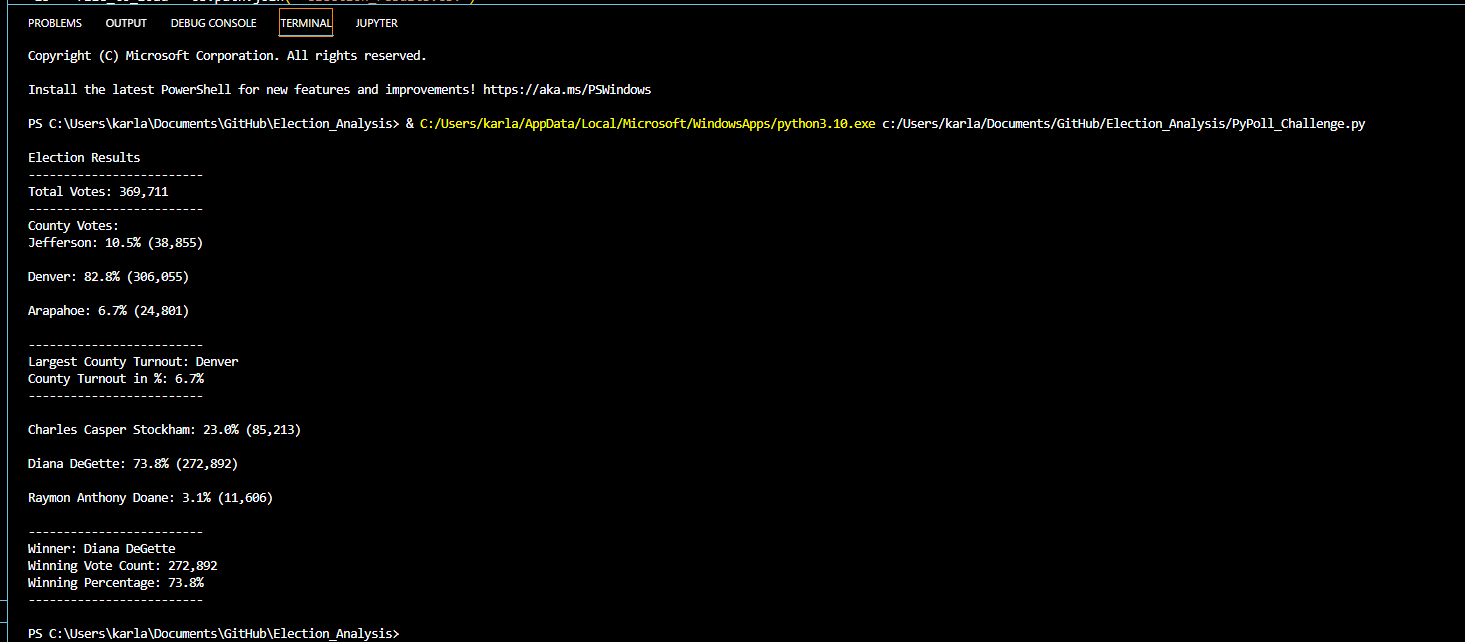 PROBLEMS OUTPUT DEBUG CONSOLE TERMINAL JUPYTER
Copyright (C) Microsoft Corporation. All rights reserved.
Install the latest PowerShell for new features and improvements! https://aka.ms/PSWindows
PS C:\Users\karla\Documents\GitHub\Election_Analysis> & C:/Users/karla/AppData/Local/Microsoft/WindowsApps/python3.10.exe c:/Users/karla/Documents/GitHub/Election_Analysis/PyPoll_Challenge.py
Election Results
-------------------------
Total Votes: 369,711
-------------------------
County Votes:
Jefferson: 10.5% (38,855)
Denver: 82.8% (306,055)
Arapahoe: 6.7% (24,801)
-------------------------
Largest County Turnout: Denver
County Turnout in %: 6.7%
-------------------------
Charles Casper Stockham: 23.0% (85,213)
Diana DeGette: 73.8% (272,892)
Raymon Anthony Doane: 3.1% (11,606)
-------------------------
Winner: Diana DeGette
Winning Vote Count: 272,892
Winning Percentage: 73.8%
-------------------------
PS C:\Users\karla\Documents\GitHub\Election_Analysis>